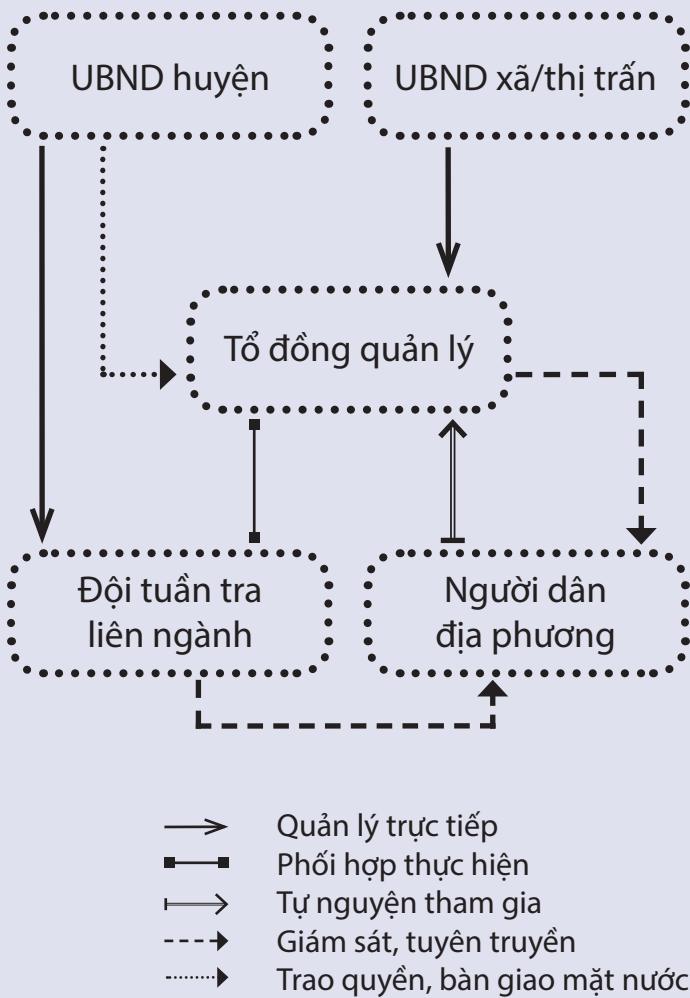 UBND huyện
UBND xã/thị trấn
Tổ đồng quản lý
Đội tuần tra
liên ngành
Người dân
địa phương
Quản lý trực tiếp
Phối hợp thực hiện
Tự nguyện tham gia
Giám sát, tuyên truyền
Trao quyền, bàn giao mặt nước